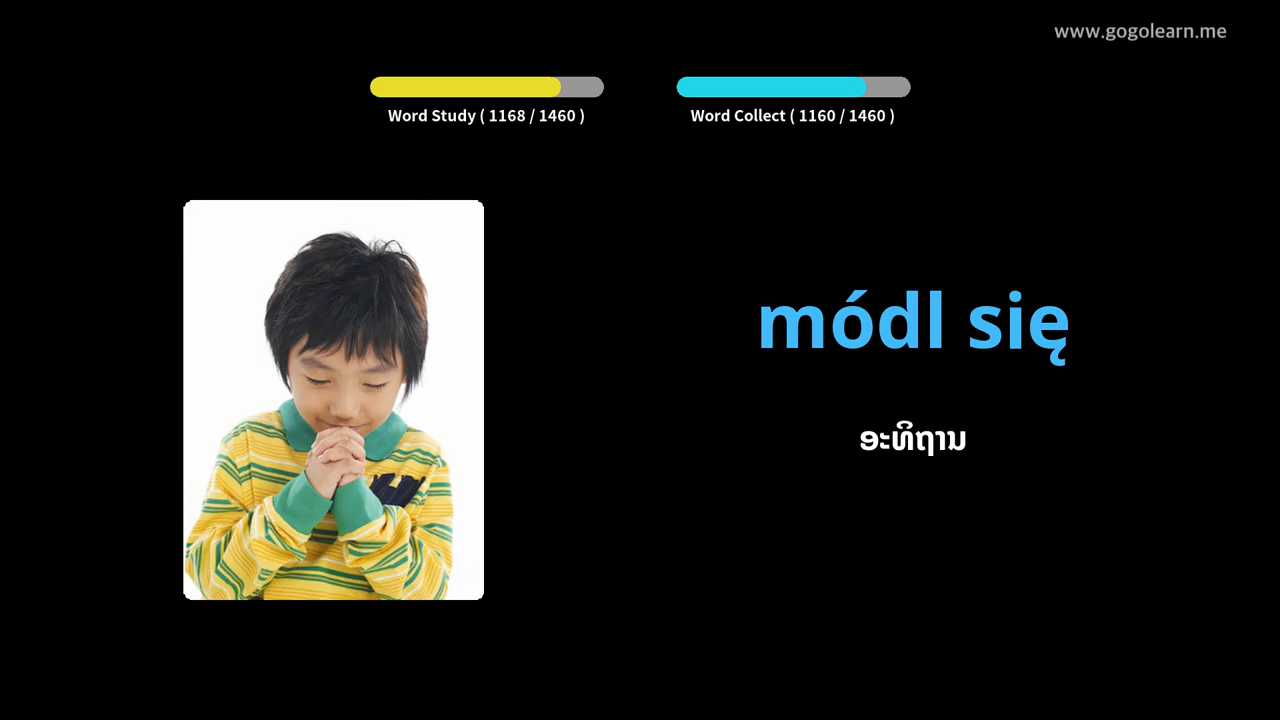 www.gogolearn.me
Word Study ( 1168 / 1460 )
Word Collect ( 1160 / 1460 )
módl się
ອະທິຖານ